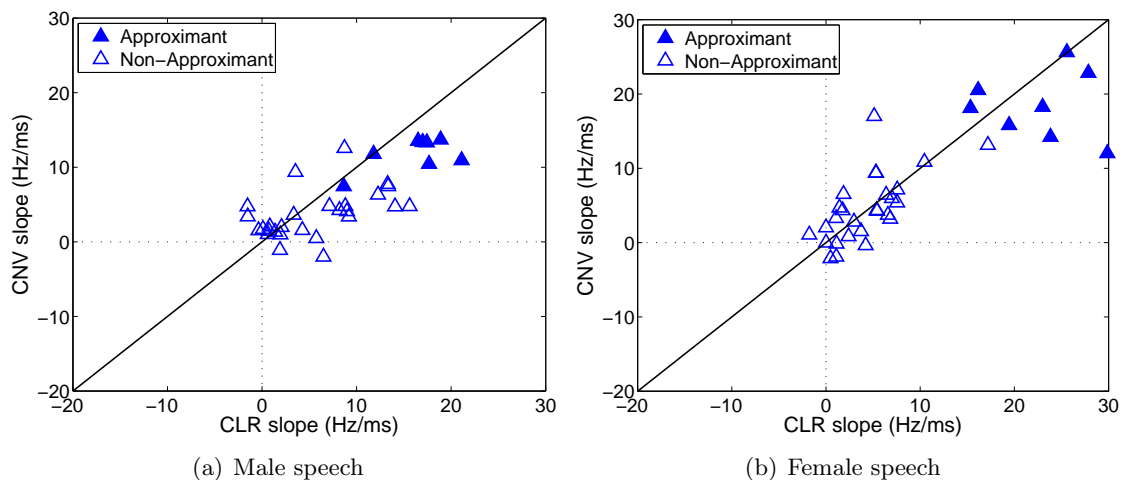 30
20
10
0
−10
−20
−20
−10
0
10
20
30
CNV slope (Hz/ms)
CLR slope (Hz/ms)
Approximant
Non−Approximant
(a) Male speech
30
20
10
0
−10
−20
−20
−10
0
10
20
30
CNV slope (Hz/ms)
CLR slope (Hz/ms)
Approximant
Non−Approximant
(b) Female speech